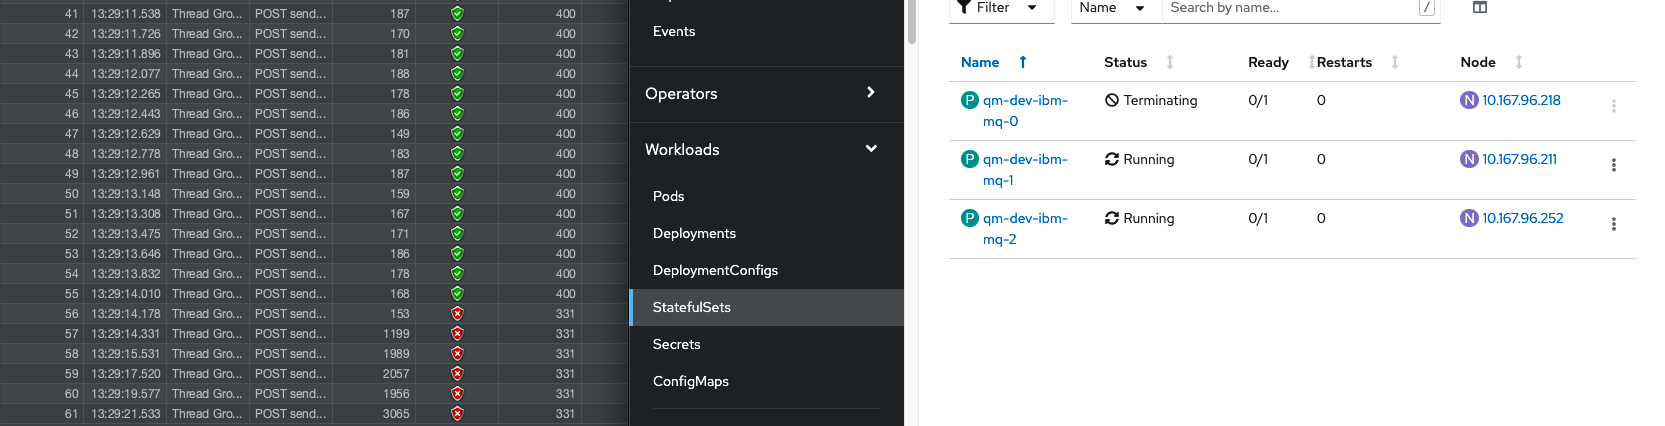 41 13:29:11.538 Thread Gro... POST send... 187 400
42 13:29:11.726 Thread Gro... POST send... 170 400
43 13:29:11.896 Thread Gro... POST send... 181 400
44 13:29:12.077 Thread Gro... POST send... 188 400
45 13:29:12.265 Thread Gro... POST send... 178 400
46 13:29:12.443 Thread Gro... POST send... 186 400
47 13:29:12.629 Thread Gro... POST send... 149 400
48 13:29:12.778 Thread Gro... POST send... 183 400
49 13:29:12.961 Thread Gro... POST send... 187 400
50 13:29:13.148 Thread Gro... POST send... 159 400
51 13:29:13.308 Thread Gro... POST send... 167 400
52 13:29:13.475 Thread Gro... POST send... 171 400
53 13:29:13.646 Thread Gro... POST send... 186 400
54 13:29:13.832 Thread Gro... POST send... 178 400
55 13:29:14.010 Thread Gro... POST send... 168 400
56 13:29:14.178 Thread Gro... POST send... 153 331
57 13:29:14.331 Thread Gro... POST send... 1199 331
58 13:29:15.531 Thread Gro... POST send... 1989 331
59 13:29:17.520 Thread Gro... POST send... 2057 331
60 13:29:19.577 Thread Gro... POST send... 1956 331
61 13:29:21.533 Thread Gro... POST send... 3065 331
Events
Operators
Workloads
Pods
Deployments
DeploymentConfigs
StatefulSets
Secrets
ConfigMaps
Filter Name Search by name... /
Name Status Ready Restarts Node
P qm-dev-ibm- Terminating 0/1 0 N 10.167.96.218
mq-0
P qm-dev-ibm- Running 0/1 0 N 10.167.96.211
mq-1
P qm-dev-ibm- Running 0/1 0 N 10.167.96.252
mq-2